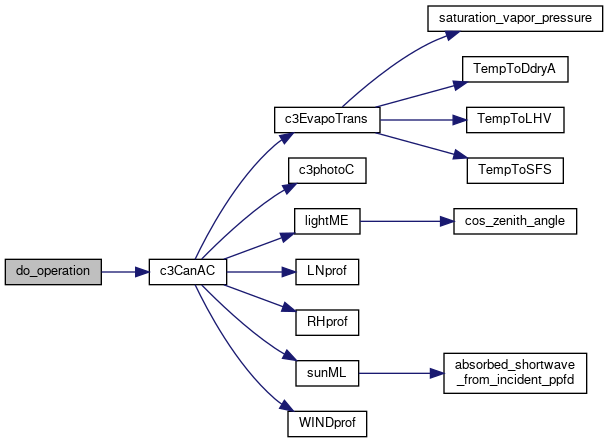 saturation_vapor_pressure
TempToDdryA
c3EvapoTrans
TempToLHV
c3photoC
TempToSFS
lightME
cos_zenith_angle
do_operation
c3CanAC
LNprof
RHprof
sunML
absorbed_shortwave
_from_incident_ppfd
WINDprof